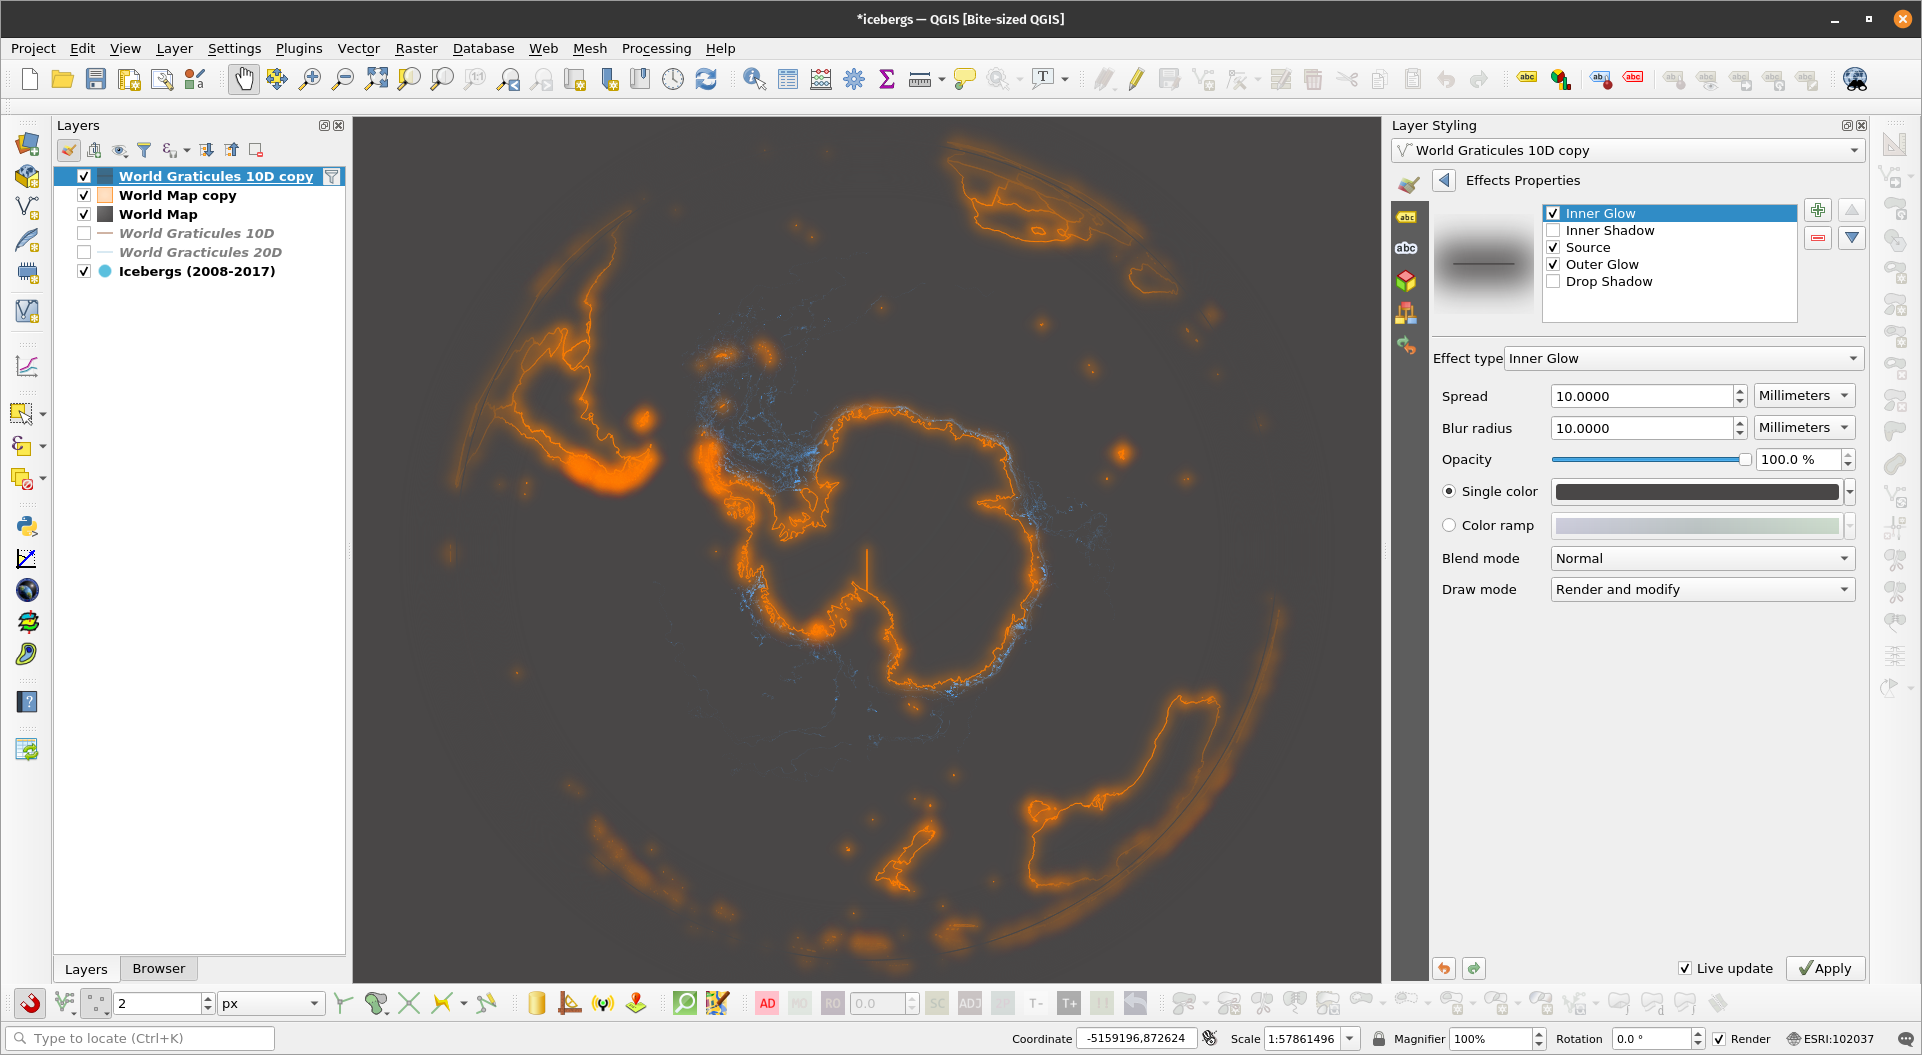 *icebergs — QGIS [Bite-sized QGIS]
Project Edit View Layer Settings Plugins Vector Raster Database Web Mesh Processing Help
Layers
World Graticules 10D copy
World Map copy
World Map
World Graticules 10D
World Gracticules 20D
Icebergs (2008-2017)
Layers Browser
Layer Styling
World Graticules 10D copy
Effects Properties
Inner Glow
Inner Shadow
Source
Outer Glow
Drop Shadow
Effect type Inner Glow
Spread 10.0000 Millimeters
Blur radius 10.0000 Millimeters
Opacity 100.0 %
Single color
Color ramp
Blend mode Normal
Draw mode Render and modify
Live update Apply
2 px AD MO RO 0.0 SC ADJ T- T+
Type to locate (Ctrl+K) Coordinate -5159196,872624 Scale 1:57861496 Magnifier 100% Rotation 0.0 ° Render ESRI:102037